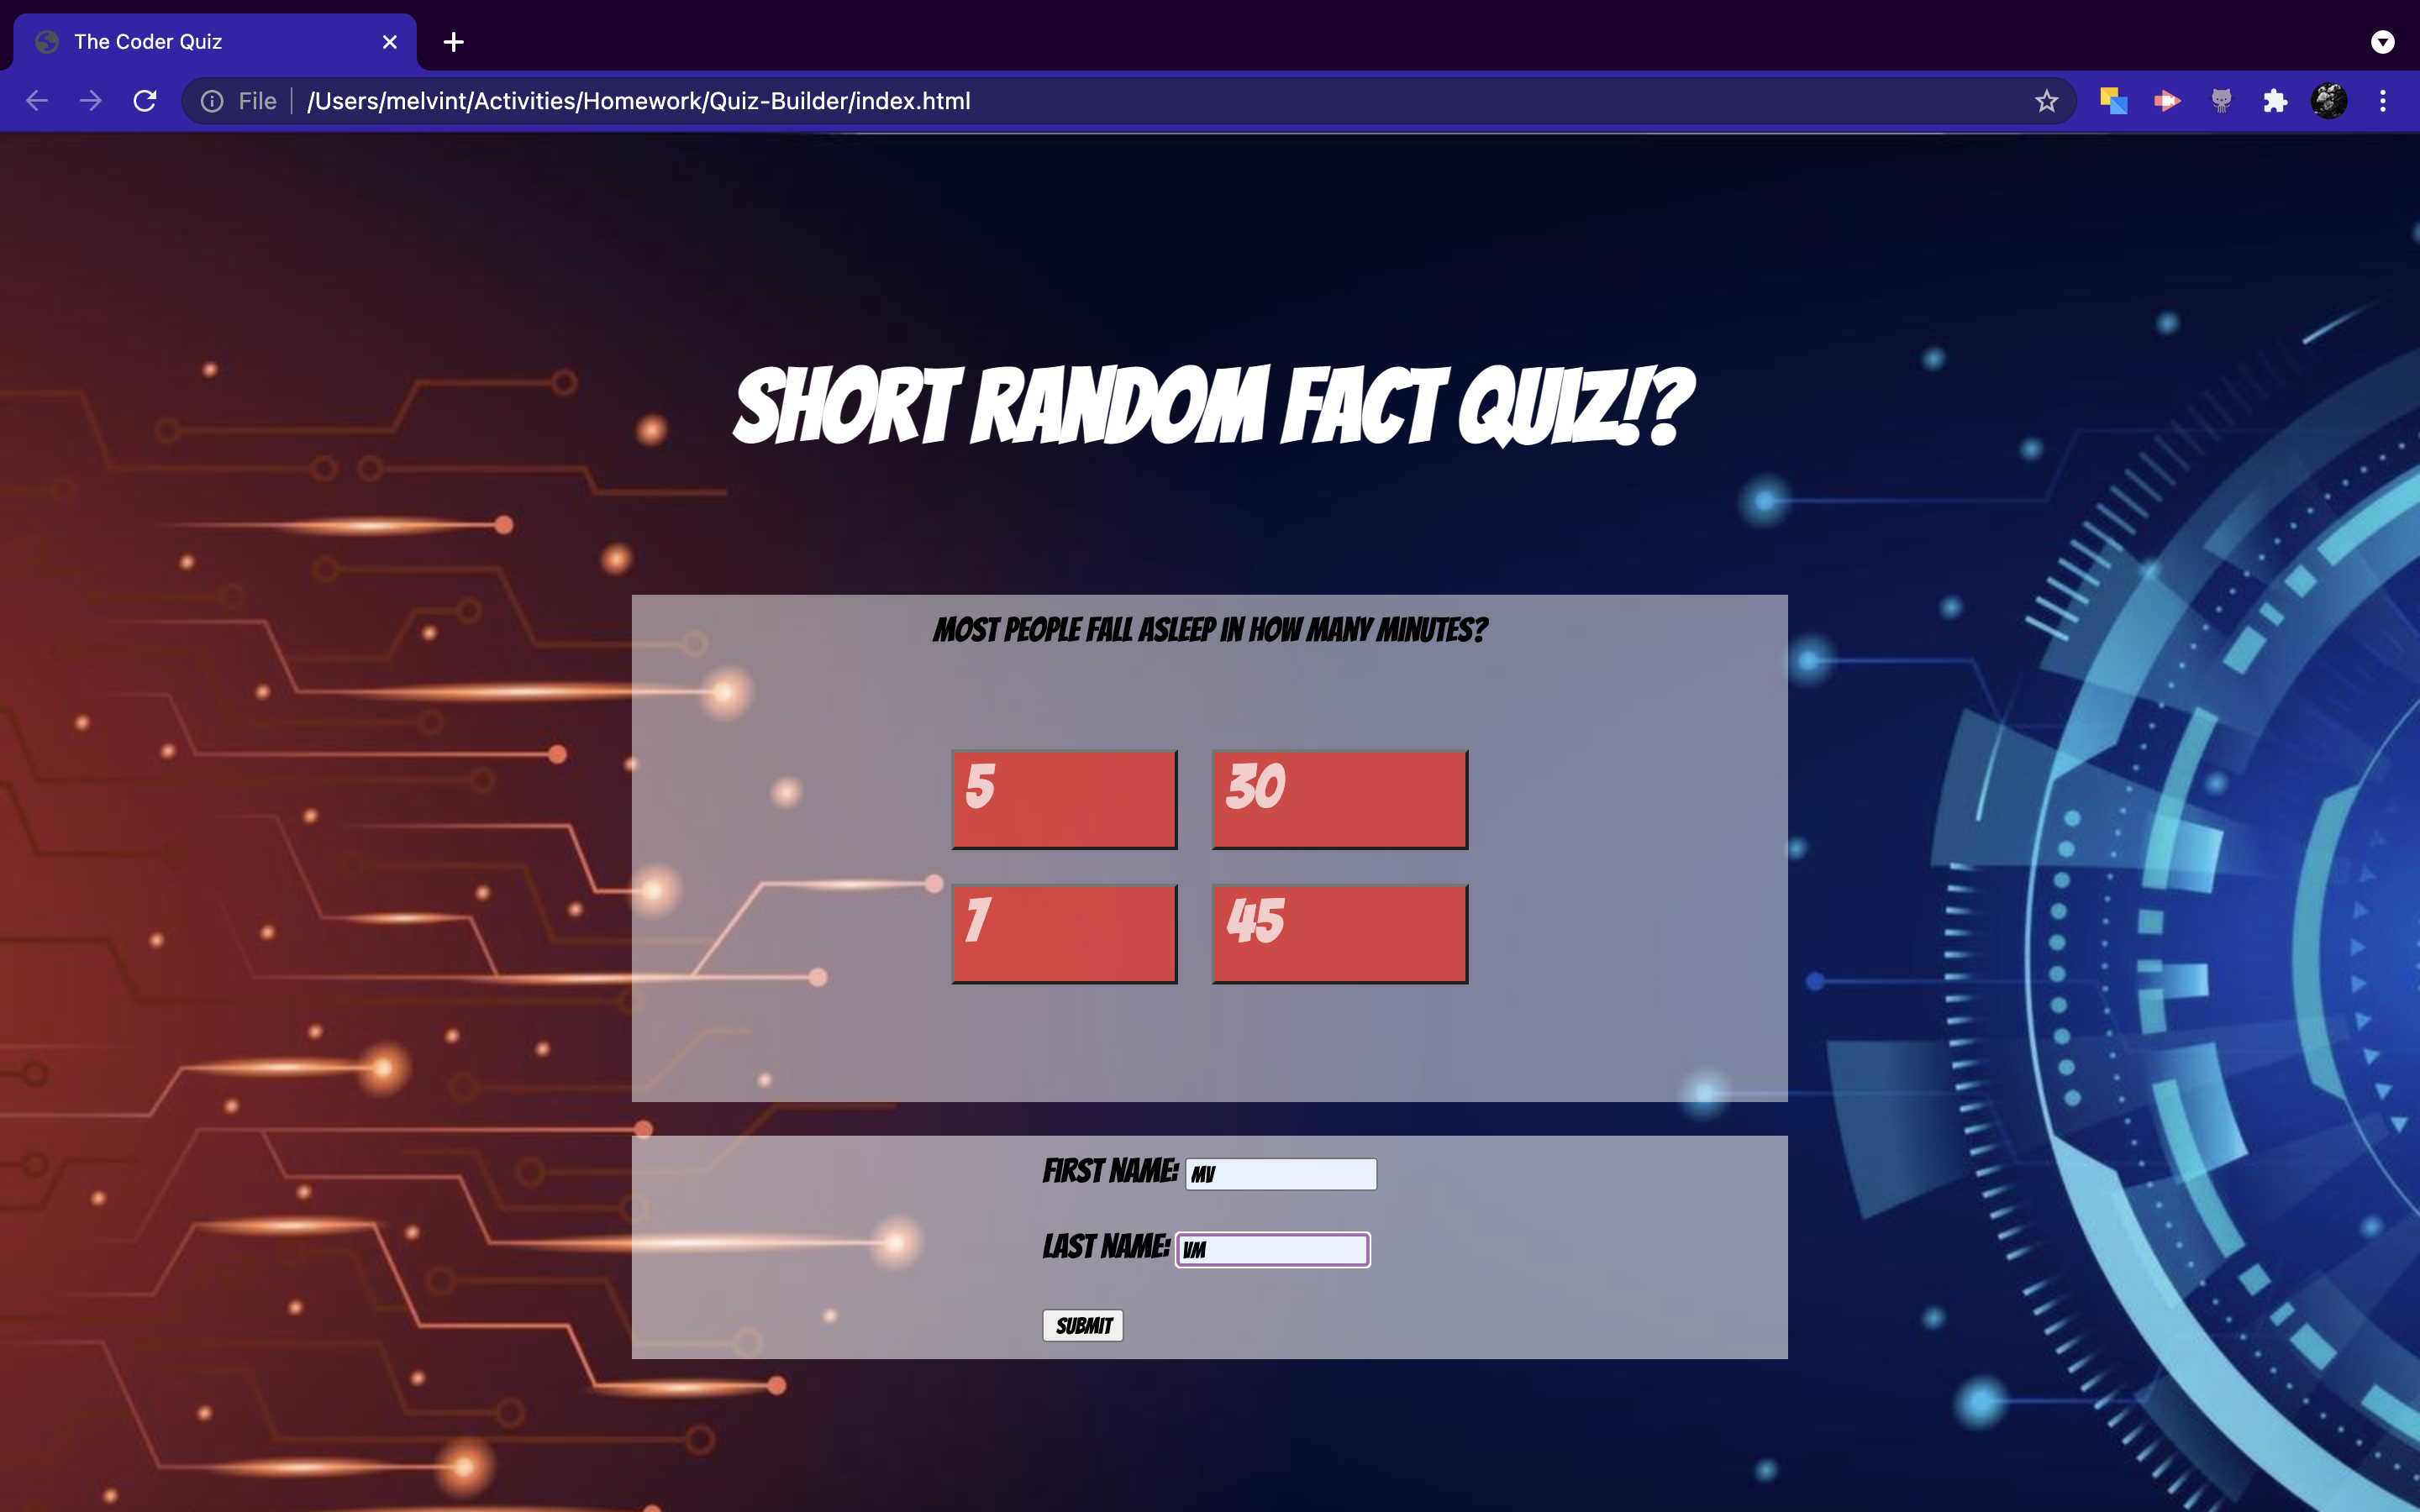 The Coder Quiz
File /Users/melvint/Activities/Homework/Quiz-Builder/index.html
SHORT RANDOM FACT QUIZ!?
MOST PEOPLE FALL ASLEEP IN HOW MANY MINUTES?
5 30
7 45
FIRST NAME: MV
LAST NAME: VM
SUBMIT